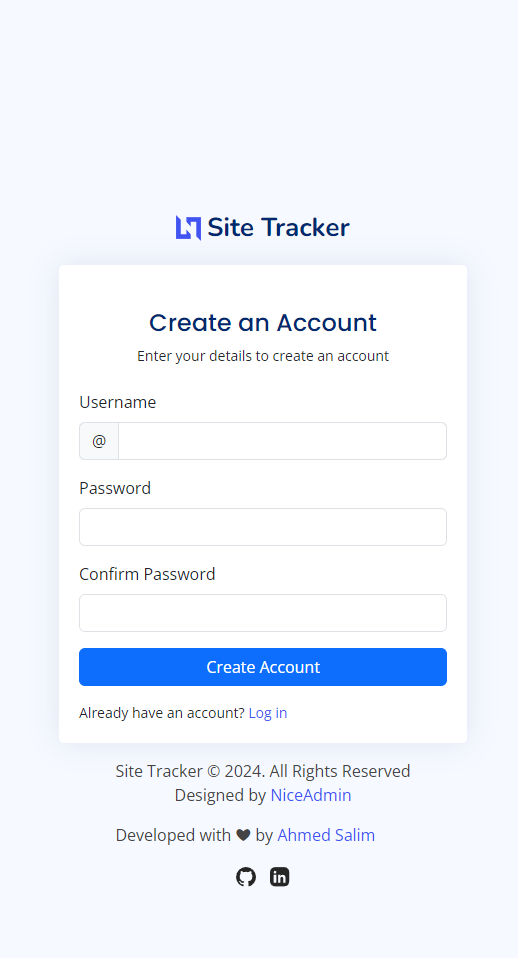 Site Tracker
Create an Account
Enter your details to create an account
Username
@
Password
Confirm Password
Create Account
Already have an account? Log in
Site Tracker © 2024. All Rights Reserved
Designed by NiceAdmin
Developed with ♥ by Ahmed Salim
in